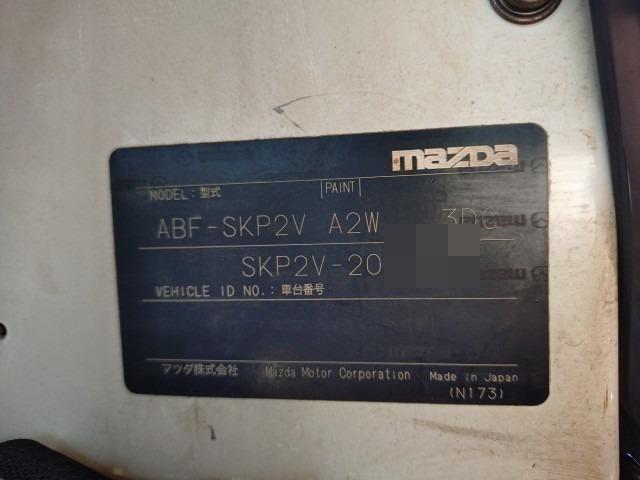 mazda
MODEL: 型式 PAINT
ABF-SKP2V A2W 3DG
SKP2V-20
VEHICLE ID NO.: 車台番号
マツダ株式会社 Mazda Motor Corporation Made in Japan
(N173)